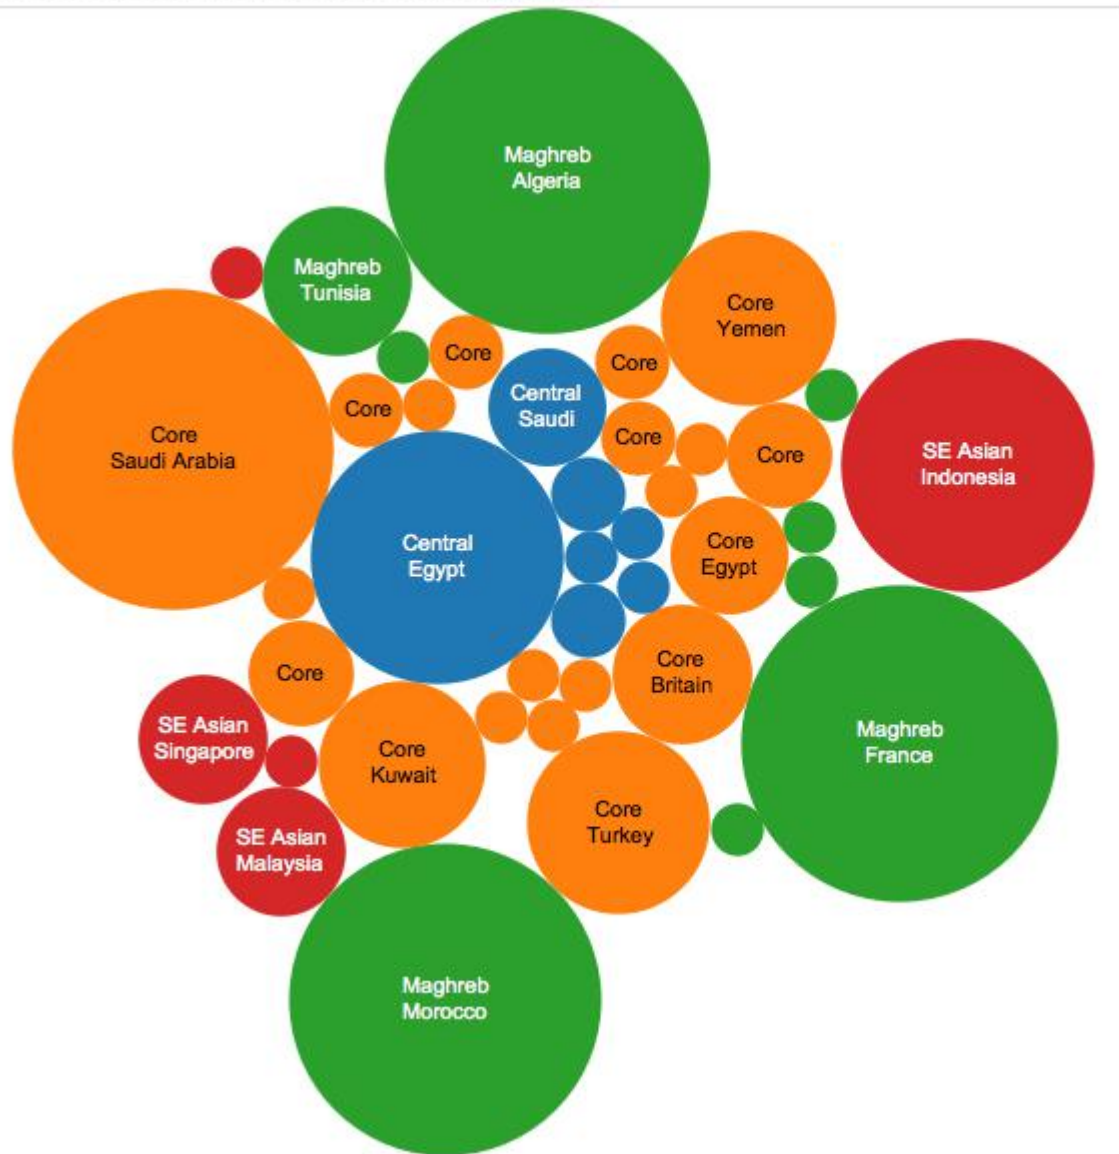 Maghreb
Algeria
Maghreb
Tunisia
Core
Yemen
Core
Core
Central
Saudi
Core
Core
Saudi Arabia
Core
Core
SE Asian
Indonesia
Central
Egypt
Core
Egypt
Core
Core
Britain
SE Asian
Singapore
Core
Kuwait
Maghreb
France
Core
Turkey
SE Asian
Malaysia
Maghreb
Morocco